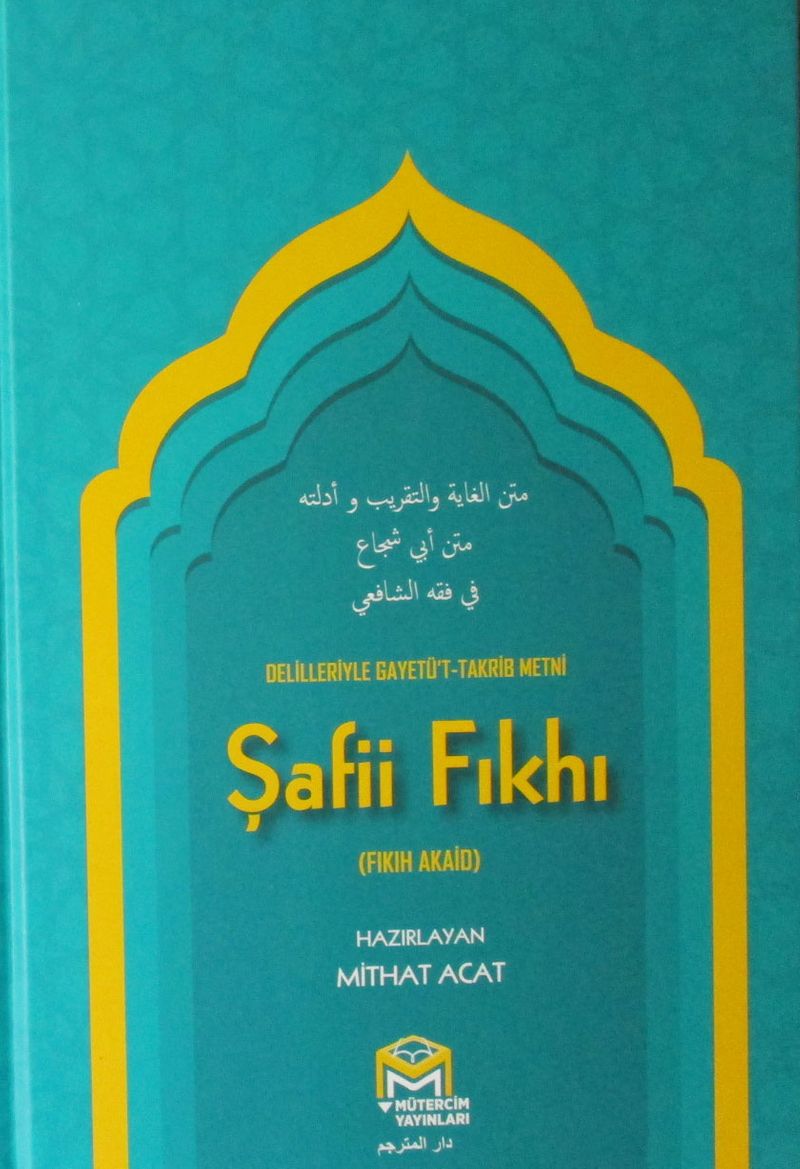 متن الغاية والتقريب و أدلته
متن أبي شجاع
في فقه الشافعي
DELİLLERİYLE GAYETÜ'T-TAKRİB METNİ
Şafii Fıkhı
(FIKIH AKAİD)
HAZIRLAYAN
MİTHAT ACAT
MÜTERCİM
YAYINLARI
دار المترجم